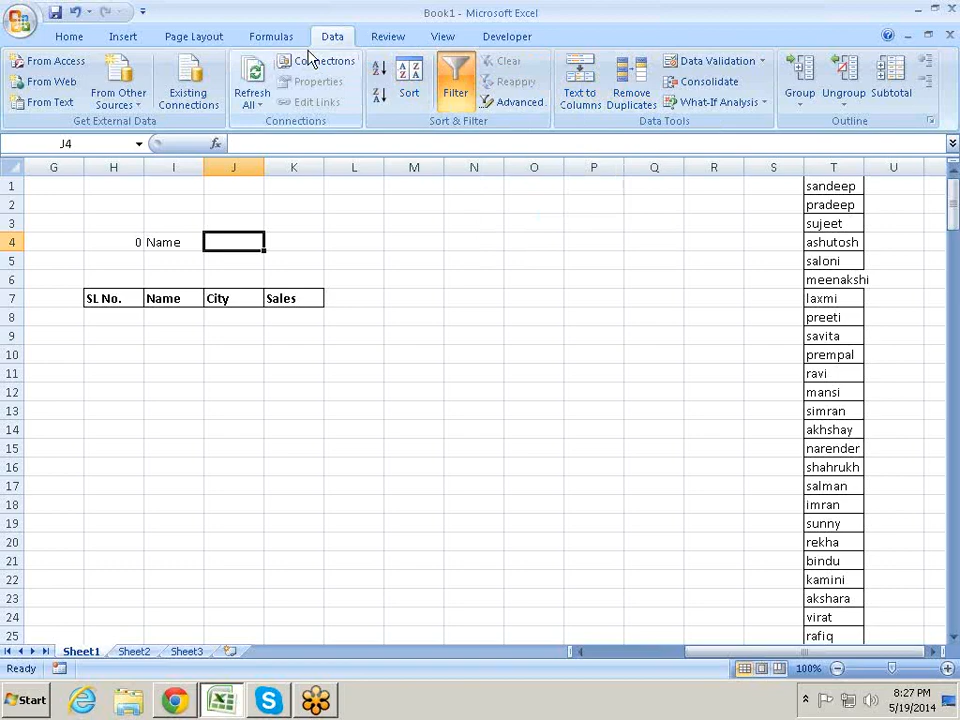 Book1 - Microsoft Excel
Home Insert Page Layout Formulas Data Review View Developer
From Access
From Web
From Text
From Other Sources
Existing Connections
Get External Data
Refresh All
Connections
Properties
Edit Links
Connections
Sort
Filter
Clear
Reapply
Advanced
Sort & Filter
Text to Columns
Remove Duplicates
Data Validation
Consolidate
What-If Analysis
Data Tools
Group
Ungroup
Subtotal
Outline
J4 fx
G H I J K L M N O P Q R S T U
1 sandeep
2 pradeep
3 sujeet
4 0 Name ashutosh
5 saloni
6 meenakshi
7 SL No. Name City Sales laxmi
8 preeti
9 savita
10 prempal
11 ravi
12 mansi
13 simran
14 akhshay
15 narender
16 shahrukh
17 salman
18 imran
19 sunny
20 rekha
21 bindu
22 kamini
23 akshara
24 virat
25 rafiq
Sheet1 Sheet2 Sheet3
Ready 100%
Start 8:27 PM
5/19/2014